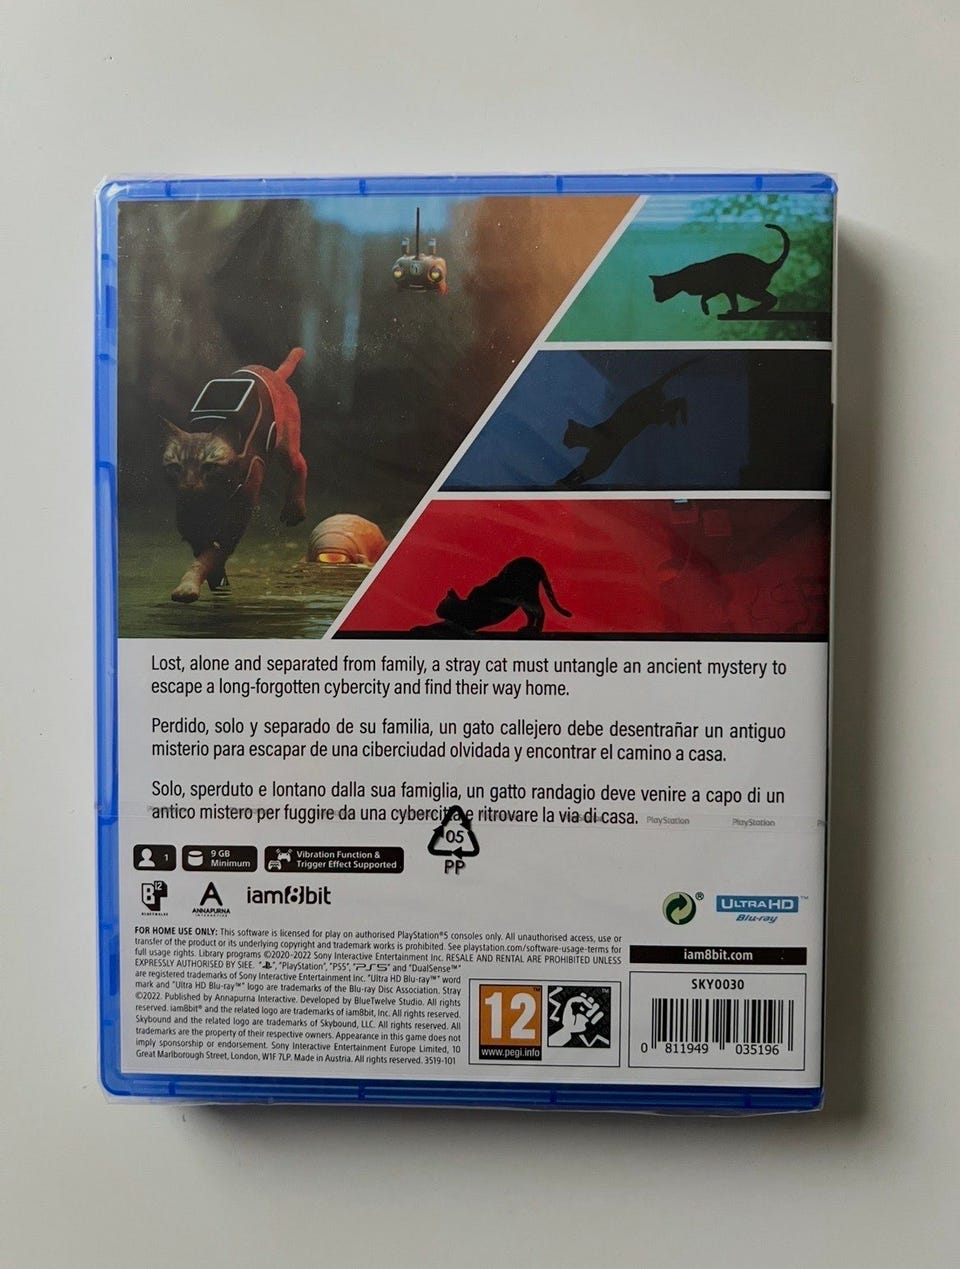 Lost, alone and separated from family, a stray cat must untangle an ancient mystery to
escape a long-forgotten cybercity and find their way home.
Perdido, solo y separado de su familia, un gato callejero debe desentrañar un antiguo
misterio para escapar de una ciberciudad olvidada y encontrar el camino a casa.
Solo, sperduto e lontano dalla sua famiglia, un gatto randagio deve venire a capo di un
antico mistero per fuggire da una cybercittà e ritrovare la via di casa.
PlayStation PlayStation
05
PP
1
9 GB
Minimum
Vibration Function &
Trigger Effect Supported
B12
BLUETWELVE
A
ANNAPURNA
INTERACTIVE
iam8bit
®
ULTRA HD™
Blu-ray
FOR HOME USE ONLY: This software is licensed for play on authorised PlayStation®5 consoles only. All unauthorised access, use or
transfer of the product or its underlying copyright and trademark works is prohibited. See playstation.com/software-usage-terms for
full usage rights. Library programs ©2020-2022 Sony Interactive Entertainment Inc. RESALE AND RENTAL ARE PROHIBITED UNLESS
EXPRESSLY AUTHORISED BY SIEE. "", "PlayStation", "PS5", "PS5" and "DualSense™"
are registered trademarks of Sony Interactive Entertainment Inc. "Ultra HD Blu-ray™" word
mark and "Ultra HD Blu-ray™" logo are trademarks of the Blu-ray Disc Association. Stray
©2022. Published by Annapurna Interactive. Developed by BlueTwelve Studio. All rights
reserved. iam8bit® and the related logo are trademarks of iam8bit, Inc. All rights reserved.
Skybound and the related logo are trademarks of Skybound, LLC. All rights reserved. All
trademarks are the property of their respective owners. Appearance in this game does not
imply sponsorship or endorsement. Sony Interactive Entertainment Europe Limited, 10
Great Marlborough Street, London, W1F 7LP. Made in Austria. All rights reserved. 3519-101
12™
www.pegi.info
™
iam8bit.com
SKY0030
0 811949 035196